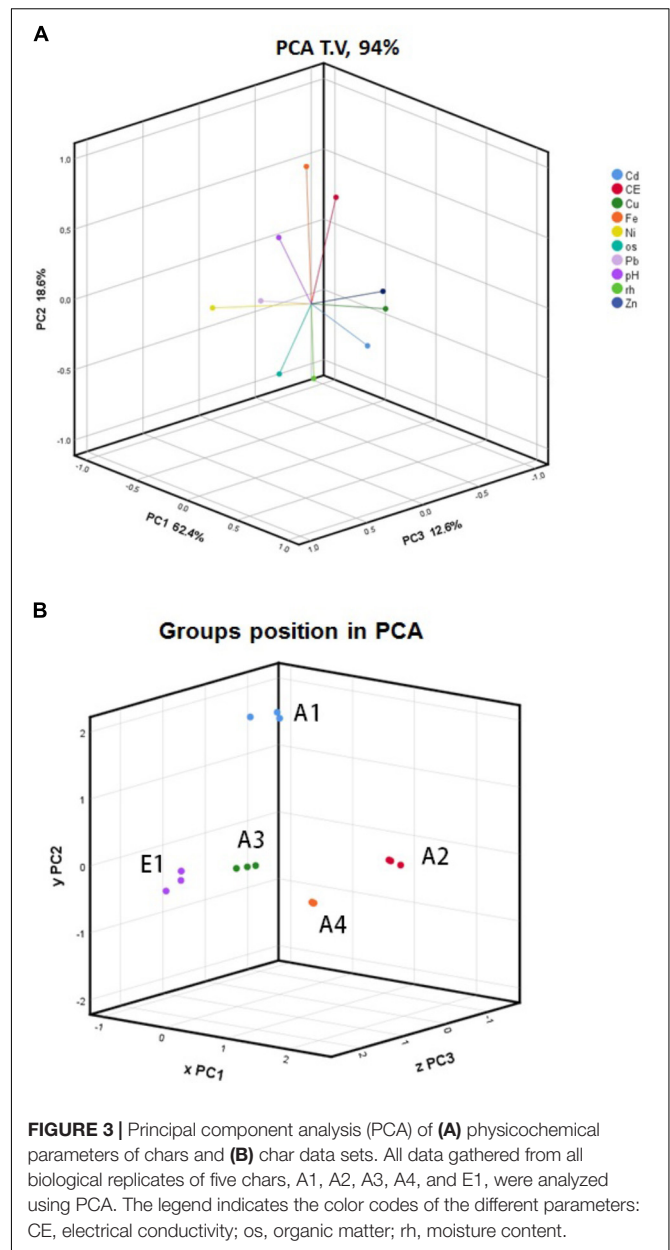 A
PCA T.V, 94%
1.0
0.5
0.0
-0.5
-1.0
PC2 18.6%
-1.0
-0.5
0.0
0.5
1.0
PC1 62.4%
1.0
0.5
0.0
-0.5
-1.0
PC3 12.6%
Cd
CE
Cu
Fe
Ni
os
Pb
pH
rh
Zn
B
Groups position in PCA
2
1
0
-1
-2
y PC2
A1
A3
E1
A2
A4
-1
0
1
2
x PC1
2
1
0
-1
z PC3
FIGURE 3 | Principal component analysis (PCA) of (A) physicochemical
parameters of chars and (B) char data sets. All data gathered from all
biological replicates of five chars, A1, A2, A3, A4, and E1, were analyzed
using PCA. The legend indicates the color codes of the different parameters:
CE, electrical conductivity; os, organic matter; rh, moisture content.